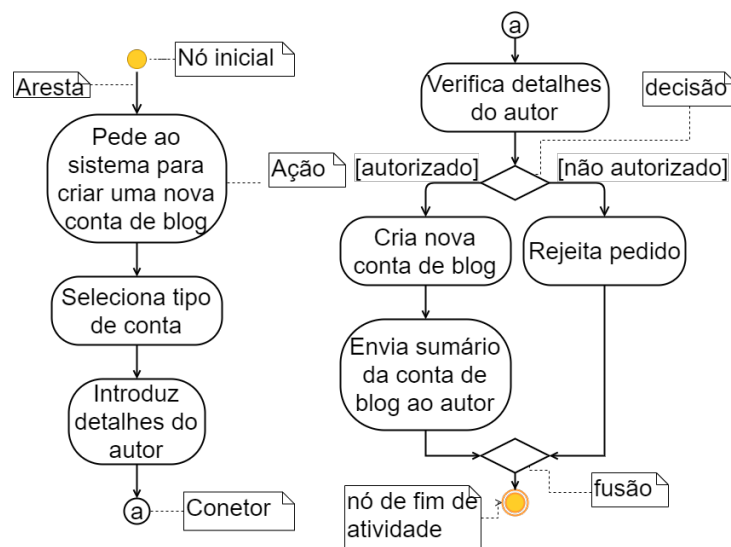 Nó inicial
Aresta
Pede ao
sistema para
criar uma nova
conta de blog
Ação
Seleciona tipo
de conta
Introduz
detalhes do
autor
a
Conetor
a
Verifica detalhes
do autor
decisão
[autorizado]
[não autorizado]
Cria nova
conta de blog
Rejeita pedido
Envia sumário
da conta de
blog ao autor
fusão
nó de fim de
atividade